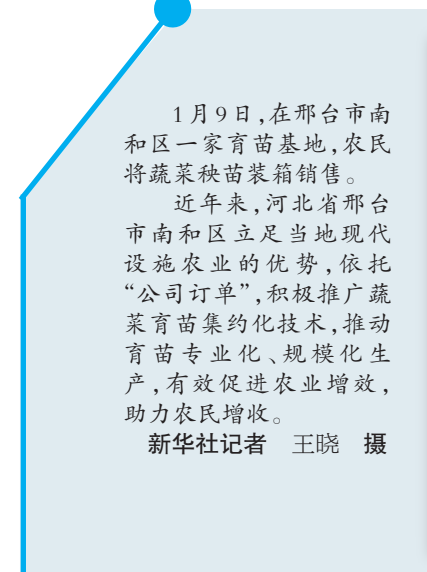 1月9日,在邢台市南
和区一家育苗基地,农民
将蔬菜秧苗装箱销售。
近年来,河北省邢台
市南和区立足当地现代
设施农业的优势,依托
“公司订单”,积极推广蔬
菜育苗集约化技术,推动
育苗专业化、规模化生
产,有效促进农业增效,
助力农民增收。
新华社记者 王晓 摄